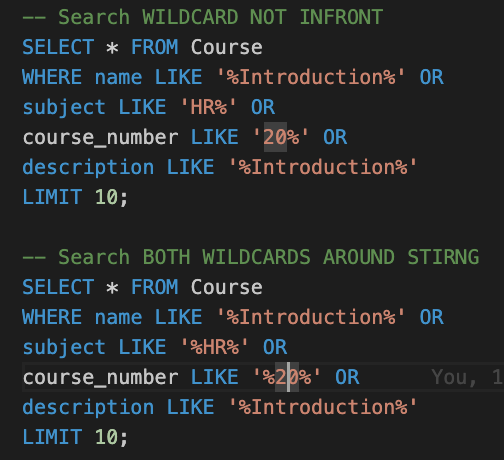 -- Search WILDCARD NOT INFRONT
SELECT * FROM Course
WHERE name LIKE '%Introduction%' OR
subject LIKE 'HR%' OR
course_number LIKE '20%' OR
description LIKE '%Introduction%'
LIMIT 10;
-- Search BOTH WILDCARDS AROUND STIRNG
SELECT * FROM Course
WHERE name LIKE '%Introduction%' OR
subject LIKE '%HR%' OR
course_number LIKE '%20%' OR You, 1
description LIKE '%Introduction%'
LIMIT 10;